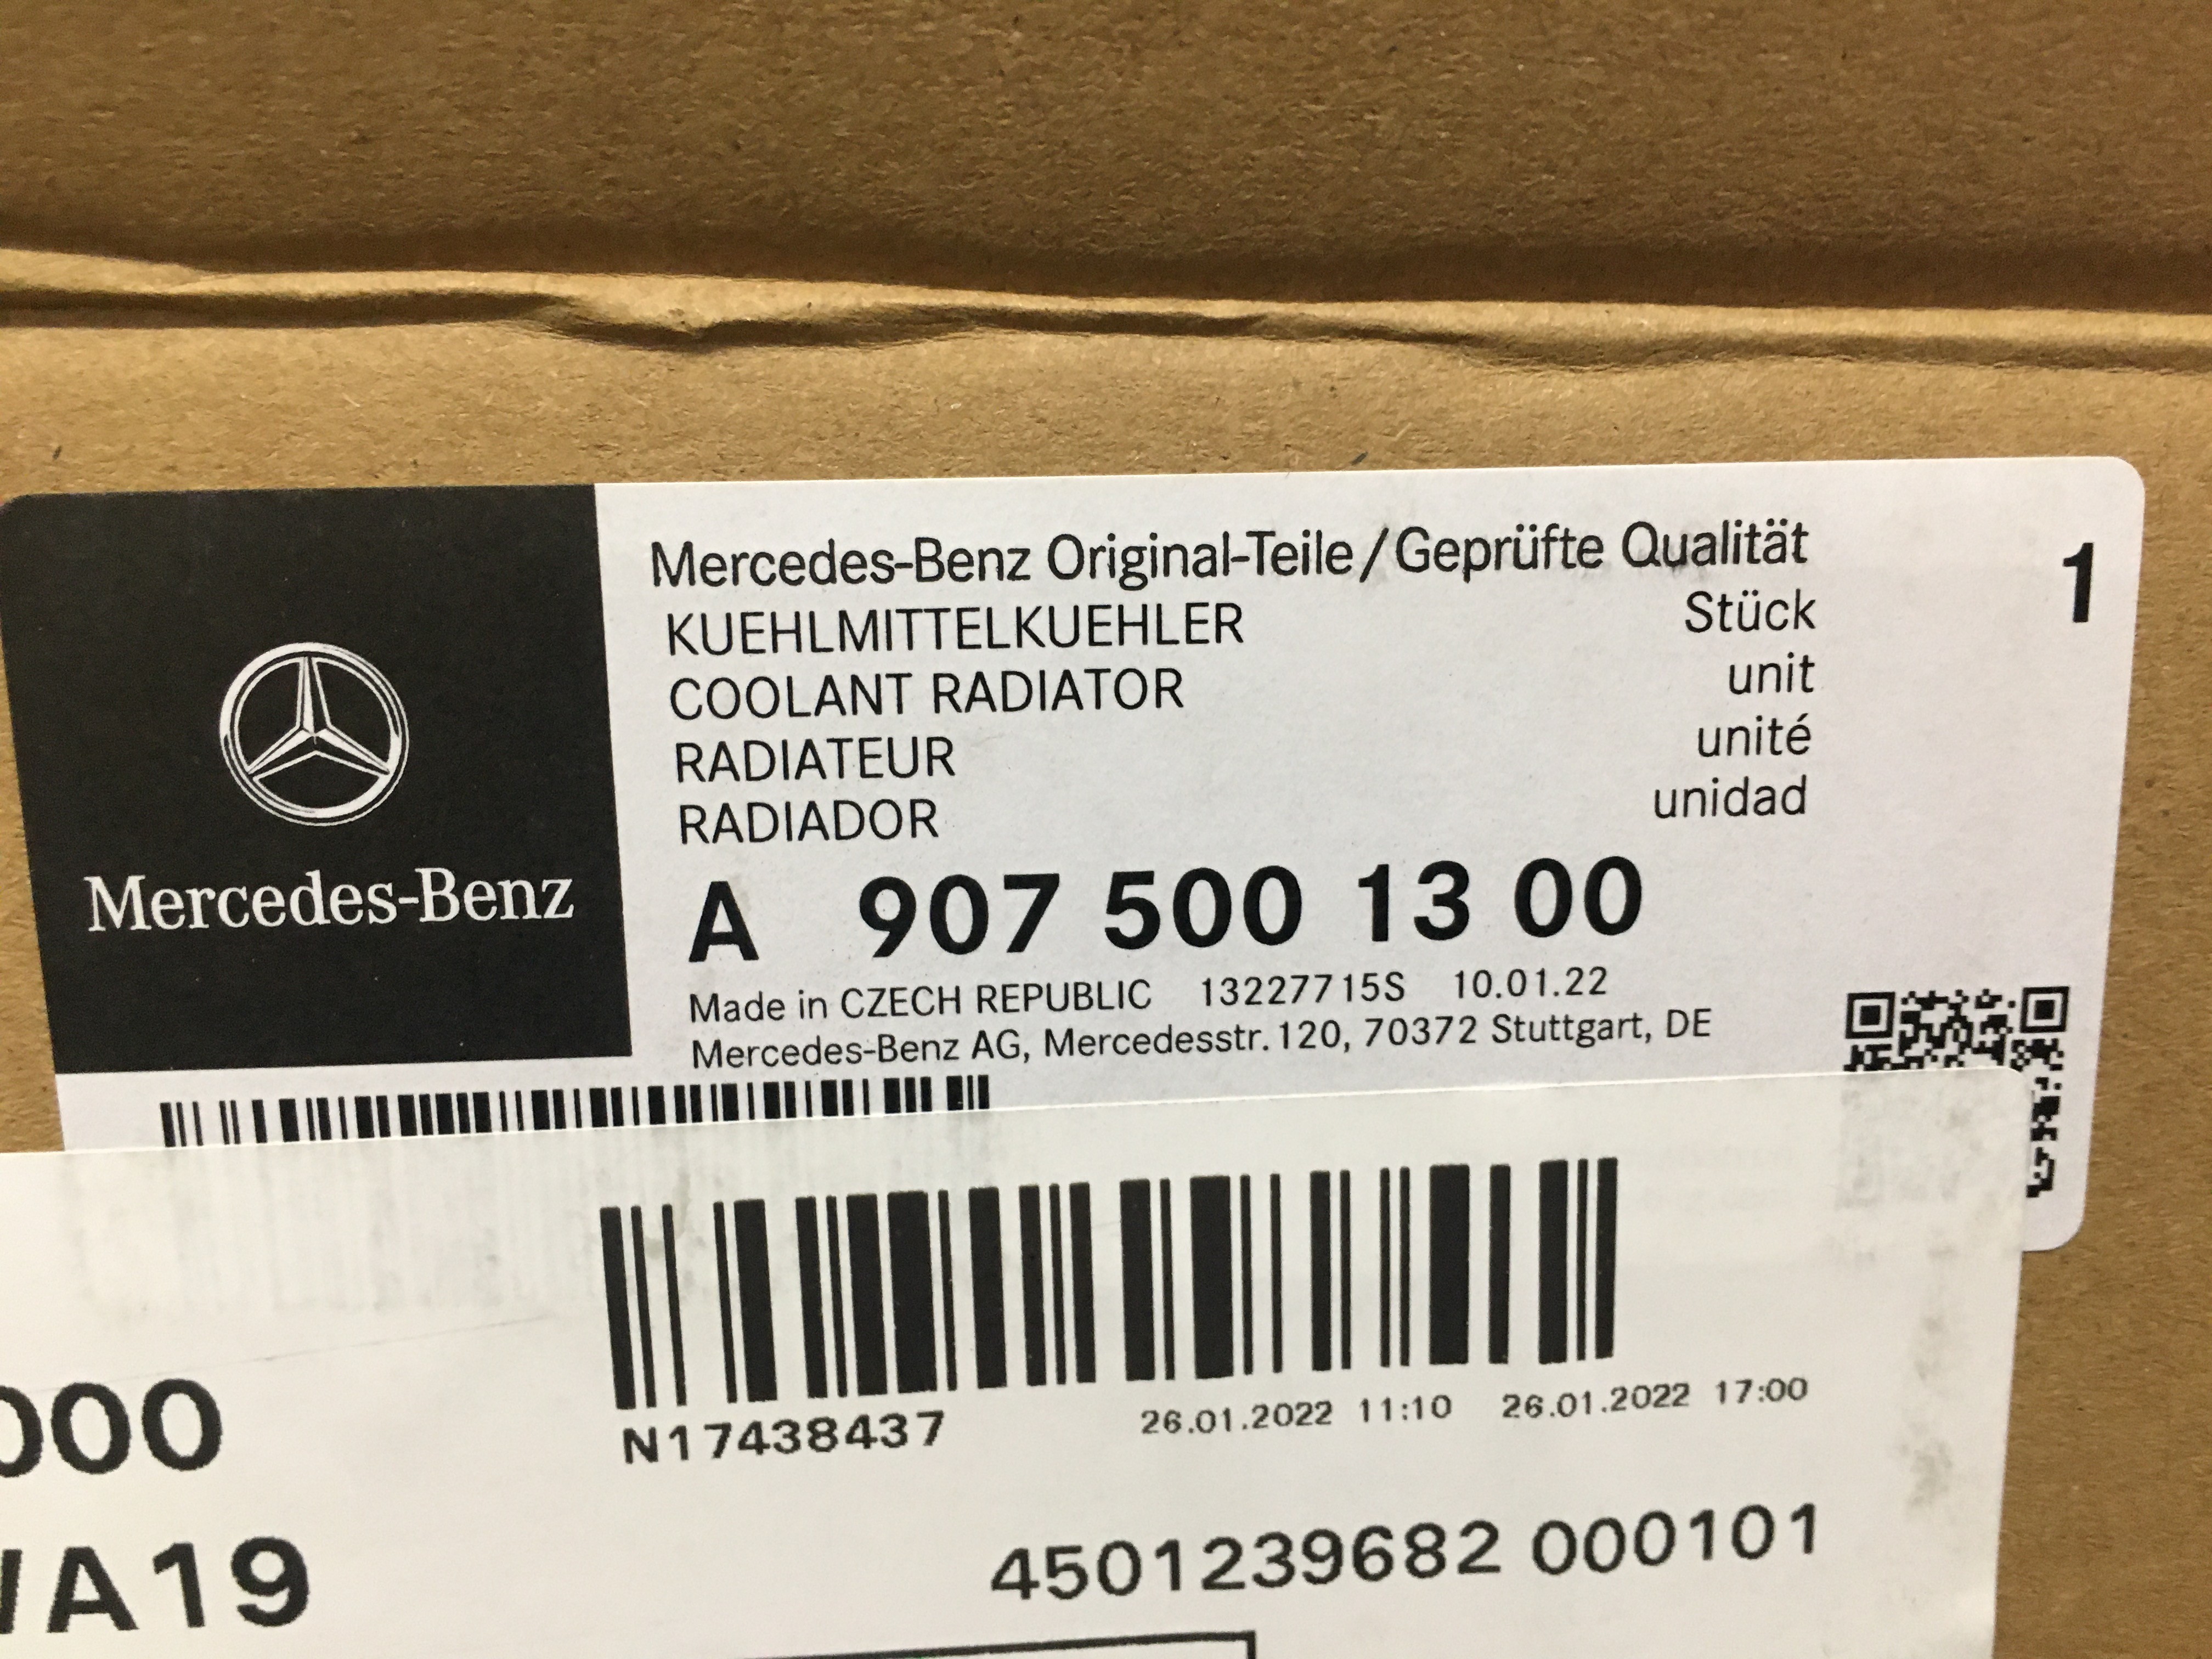 Mercedes-Benz
Mercedes-Benz Original-Teile/Geprüfte Qualität
KUEHLMITTELKUEHLER Stück 1
COOLANT RADIATOR unit
RADIATEUR unité
RADIADOR unidad
A 907 500 13 00
Made in CZECH REPUBLIC 13227715S 10.01.22
Mercedes-Benz AG, Mercedesstr.120, 70372 Stuttgart, DE
N17438437 26.01.2022 11:10 26.01.2022 17:00
000
A19
4501239682 000101